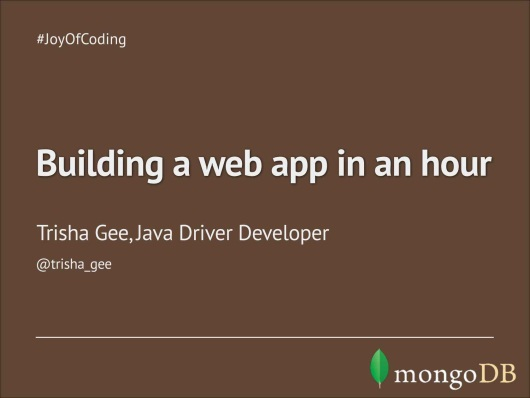 #JoyOfCoding
Building a web app in an hour
Trisha Gee, Java Driver Developer
@trisha_gee
mongoDB